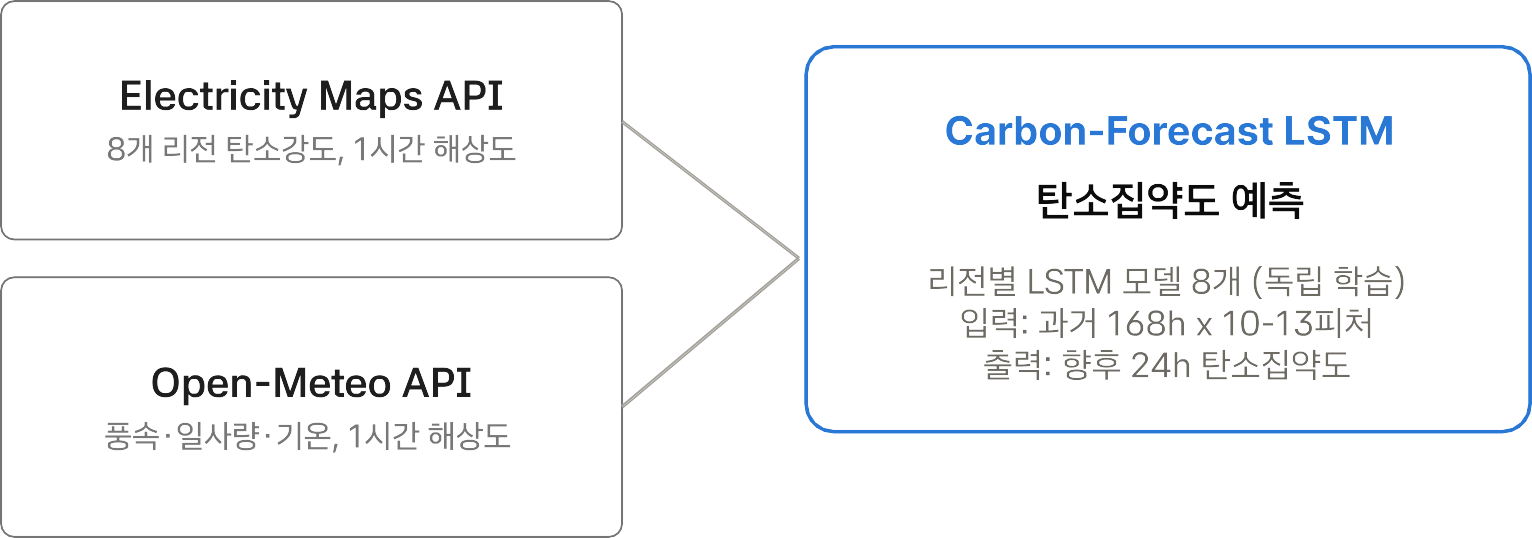 Electricity Maps API
8개 리전 탄소강도, 1시간 해상도
Open-Meteo API
풍속·일사량·기온, 1시간 해상도
Carbon-Forecast LSTM
탄소집약도 예측
리전별 LSTM 모델 8개 (독립 학습)
입력: 과거 168h x 10-13피처
출력: 향후 24h 탄소집약도